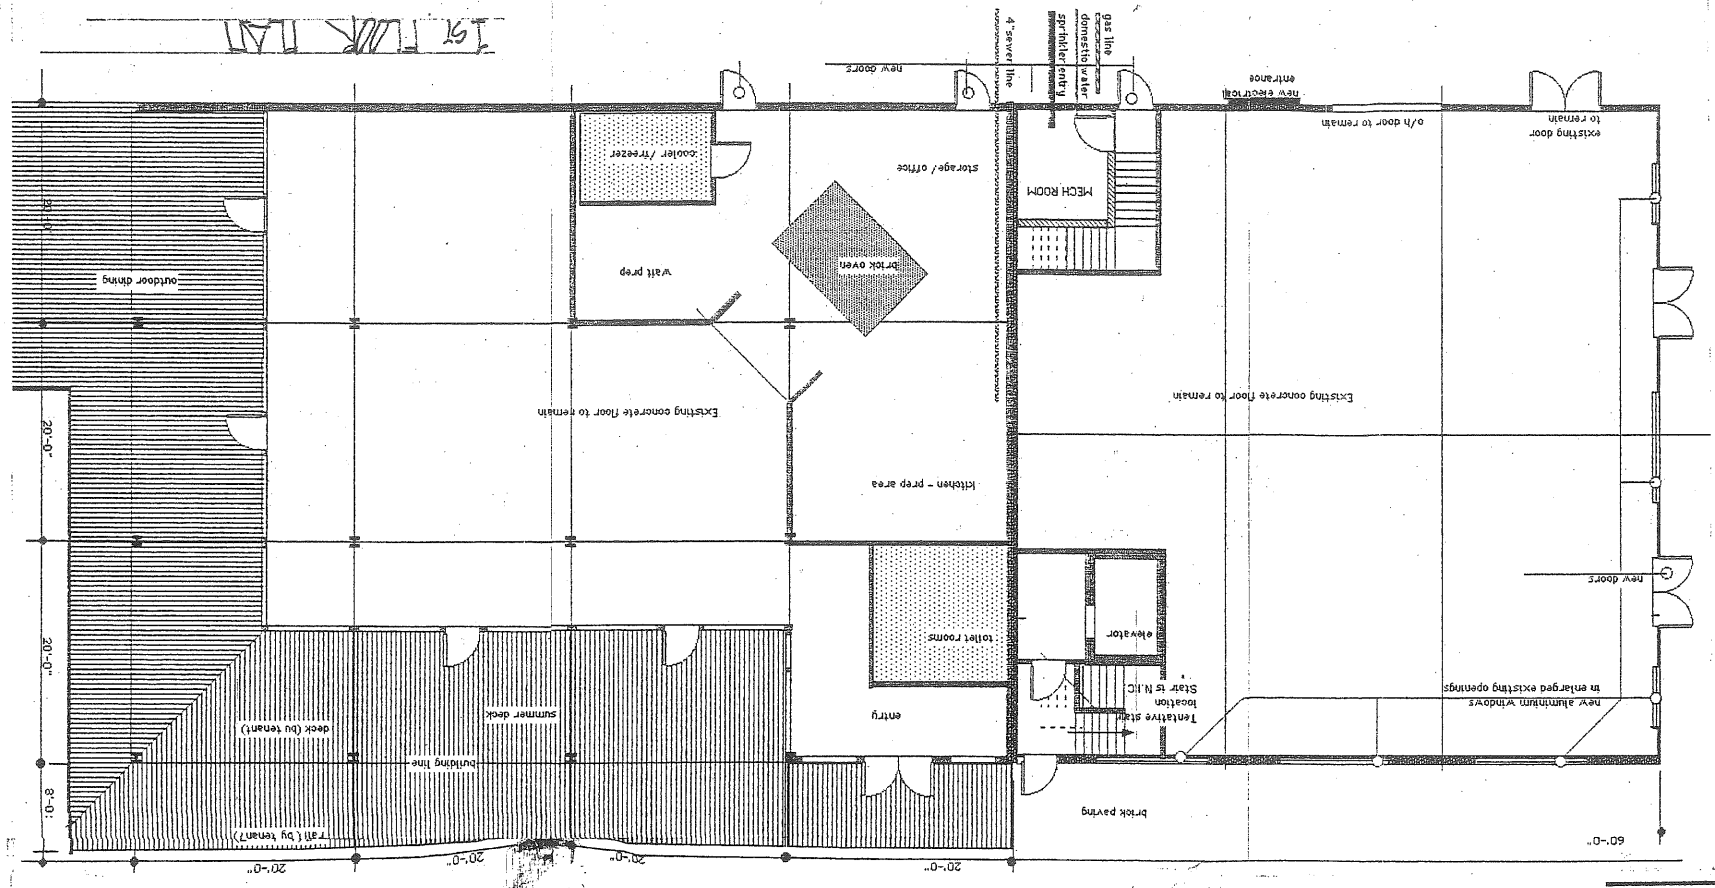 60'-0"
20'-0"
20'-0"
20'-0"
20'-0"
brick paving
rail (by tenant)
8'-0"
building line
new aluminium windows
in enlarged existing openings
Tentative stair
location
Stair is N.I.C.
entry
summer deck
deck (by tenant)
elevator
toilet rooms
20'-0"
new doors
kitchen - prep area
20'-0"
Existing concrete floor to remain
Existing concrete floor to remain
brick oven
wait prep
outdoor dining
20'-0"
MECH ROOM
storage/office
cooler/freezer
existing door
to remain
o/h door to remain
new electrical
entrance
new doors
gas line
domestic water
sprinkler entry
4" sewer line
1ST FLOOR PLAN